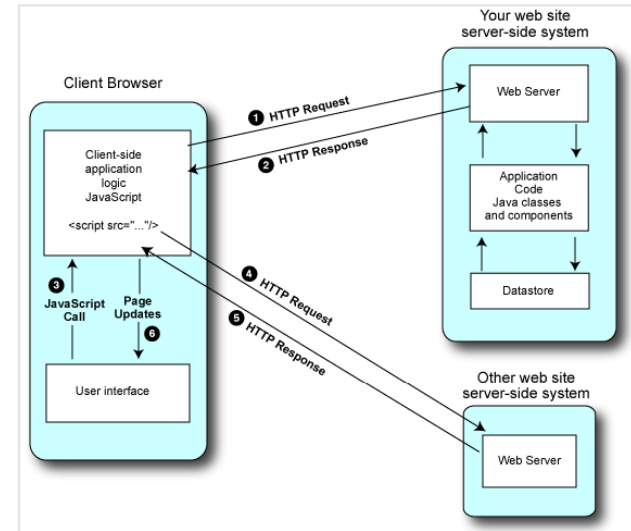 Your web site
server-side system
Client Browser
Web Server
1 HTTP Request
2 HTTP Response
Client-side
application
logic
JavaScript
<script src="..."/>
Application
Code
Java classes
and components
Datastore
3
JavaScript
Call
Page
Updates
6
4 HTTP Request
5 HTTP Response
User interface
Other web site
server-side system
Web Server